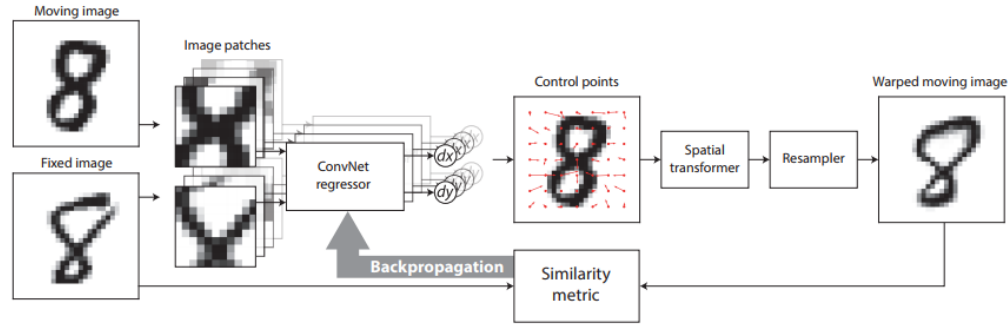 Moving image
Image patches
Control points
Warped moving image
Fixed image
ConvNet
regressor
dx
dy
Spatial
transformer
Resampler
Backpropagation
Similarity
metric